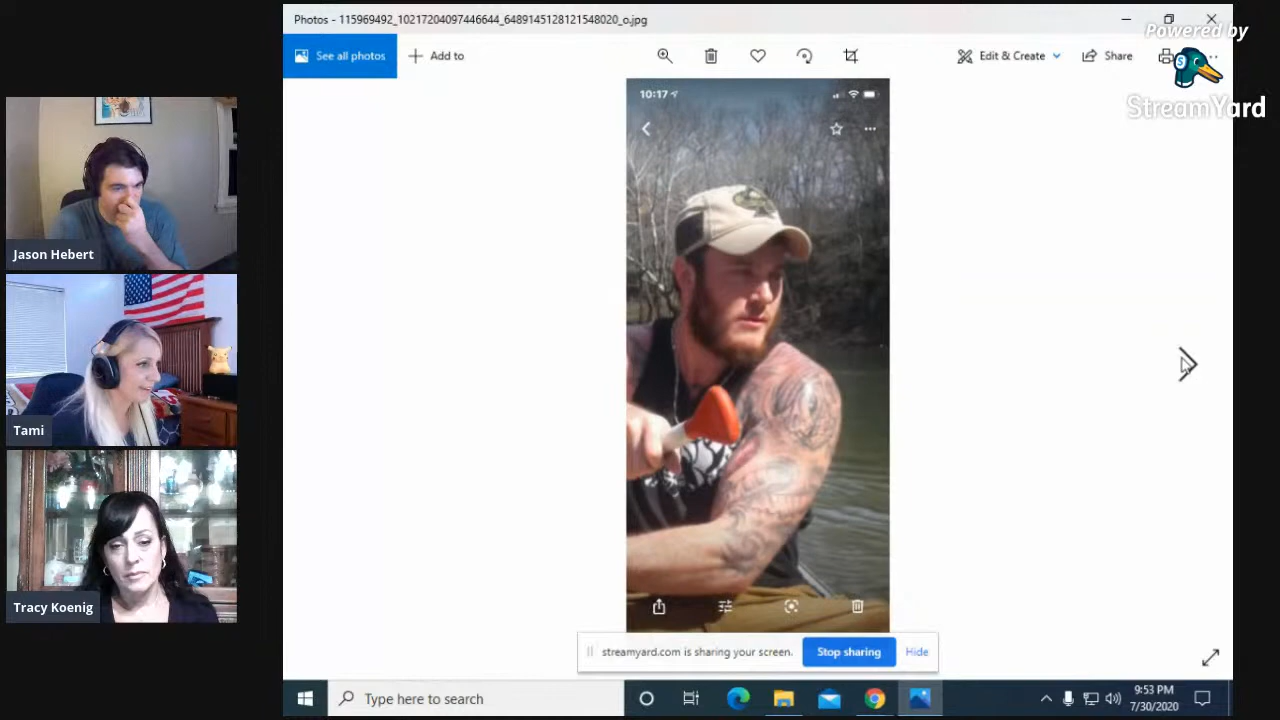 Photos - 115969492_10217204097446644_6489145128121548020_o.jpg
Powered by
StreamYard
See all photos
Add to
Edit & Create
Share
10:17
Jason Hebert
Tami
Tracy Koenig
streamyard.com is sharing your screen.
Stop sharing
Hide
Type here to search
9:53 PM
7/30/2020